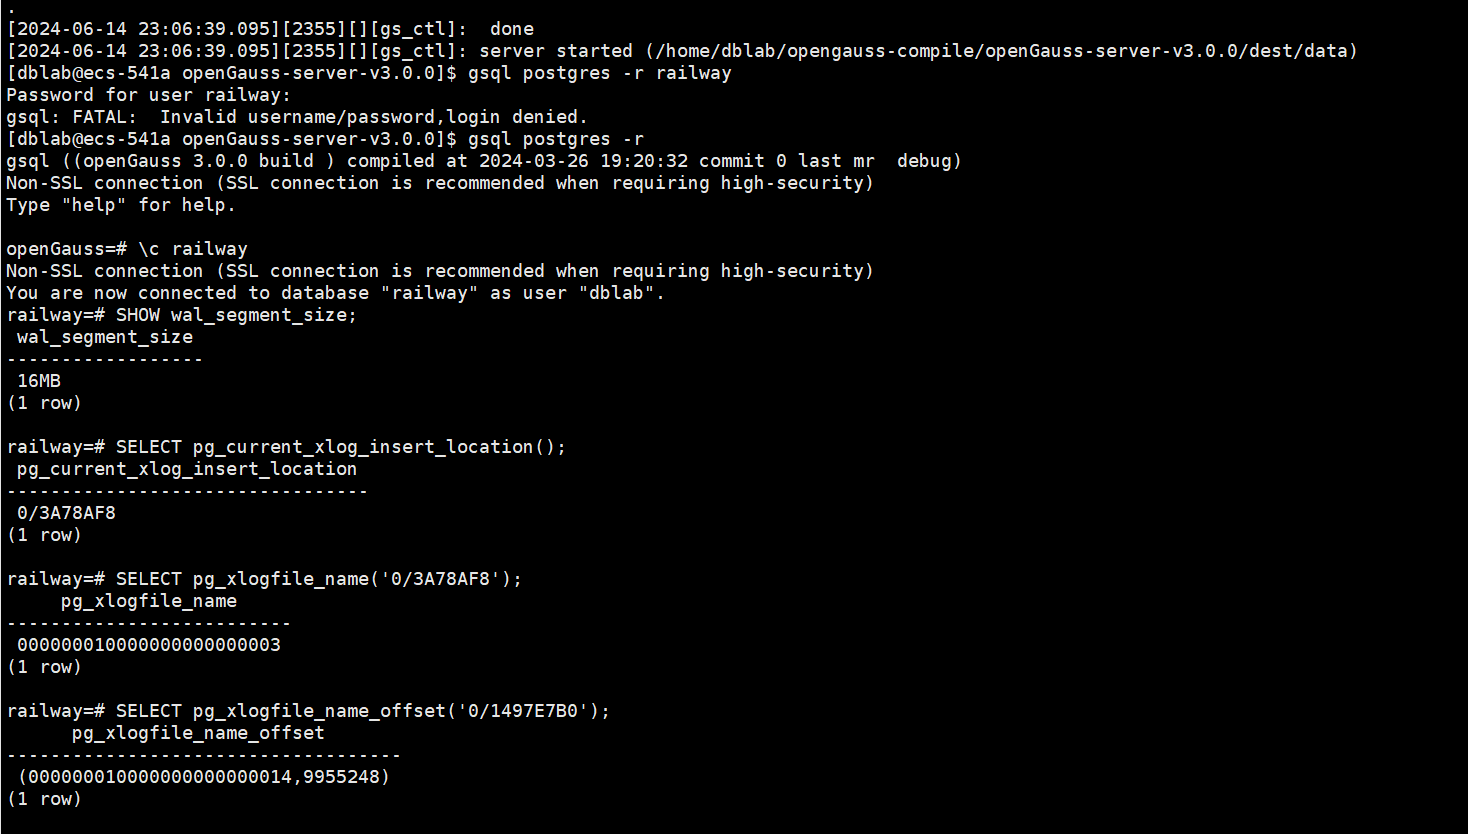 .
[2024-06-14 23:06:39.095][2355][][gs_ctl]:  done
[2024-06-14 23:06:39.095][2355][][gs_ctl]: server started (/home/dblab/opengauss-compile/openGauss-server-v3.0.0/dest/data)
[dblab@ecs-541a openGauss-server-v3.0.0]$ gsql postgres -r railway
Password for user railway:
gsql: FATAL:  Invalid username/password,login denied.
[dblab@ecs-541a openGauss-server-v3.0.0]$ gsql postgres -r
gsql ((openGauss 3.0.0 build ) compiled at 2024-03-26 19:20:32 commit 0 last mr  debug)
Non-SSL connection (SSL connection is recommended when requiring high-security)
Type "help" for help.

openGauss=# \c railway
Non-SSL connection (SSL connection is recommended when requiring high-security)
You are now connected to database "railway" as user "dblab".
railway=# SHOW wal_segment_size;
 wal_segment_size
------------------
 16MB
(1 row)

railway=# SELECT pg_current_xlog_insert_location();
 pg_current_xlog_insert_location
---------------------------------
 0/3A78AF8
(1 row)

railway=# SELECT pg_xlogfile_name('0/3A78AF8');
     pg_xlogfile_name
--------------------------
 000000010000000000000003
(1 row)

railway=# SELECT pg_xlogfile_name_offset('0/1497E7B0');
      pg_xlogfile_name_offset
------------------------------------
 (000000010000000000000014,9955248)
(1 row)